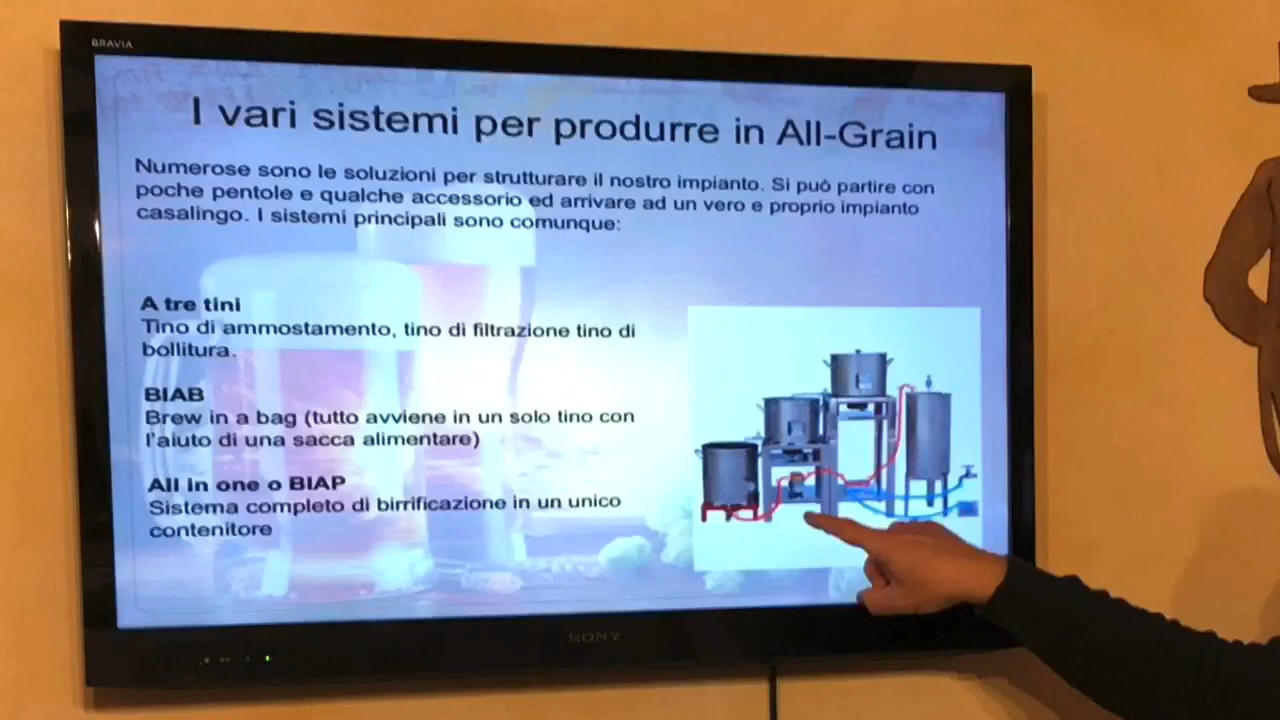 BRAVIA
I vari sistemi per produrre in All-Grain
Numerose sono le soluzioni per strutturare il nostro impianto. Si può partire con
poche pentole e qualche accessorio ed arrivare ad un vero e proprio impianto
casalingo. I sistemi principali sono comunque:
A tre tini
Tino di ammostamento, tino di filtrazione tino di
bollitura.
BIAB
Brew in a bag (tutto avviene in un solo tino con
l'aiuto di una sacca alimentare)
All in one o BIAP
Sistema completo di birrificazione in un unico
contenitore
SONY